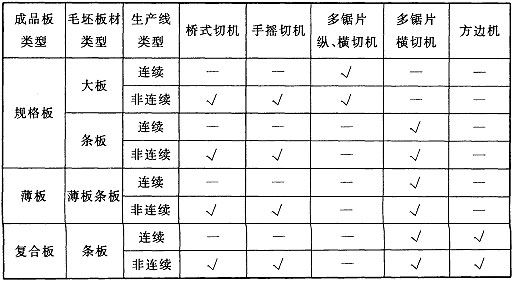 成品板类型 毛坯板材类型 生产线类型 桥式切机 手摇切机 多锯片纵、横切机 多锯片横切机 方边机
规格板 大板 连续 — — √ — —
非连续 √ √ √ — —
条板 连续 — — — √ —
非连续 √ √ — √ —
薄板 薄板条板 连续 — — — √ —
非连续 √ √ — √ —
复合板 条板 连续 — — — √ √
非连续 √ √ — √ √